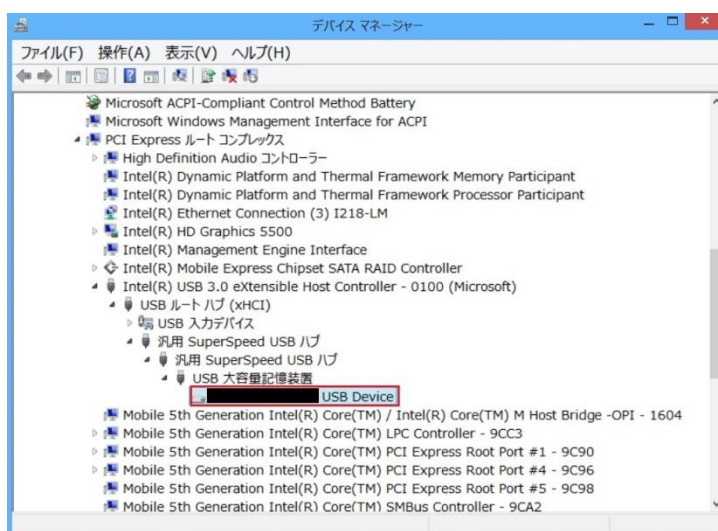 デバイス マネージャー
ファイル(F) 操作(A) 表示(V) ヘルプ(H)
Microsoft ACPI-Compliant Control Method Battery
Microsoft Windows Management Interface for ACPI
PCI Express ルート コンプレックス
High Definition Audio コントローラー
Intel(R) Dynamic Platform and Thermal Framework Memory Participant
Intel(R) Dynamic Platform and Thermal Framework Processor Participant
Intel(R) Ethernet Connection (3) I218-LM
Intel(R) HD Graphics 5500
Intel(R) Management Engine Interface
Intel(R) Mobile Express Chipset SATA RAID Controller
Intel(R) USB 3.0 eXtensible Host Controller - 0100 (Microsoft)
USB ルート ハブ (xHCI)
USB 入力デバイス
汎用 SuperSpeed USB ハブ
汎用 SuperSpeed USB ハブ
USB 大容量記憶装置
USB Device
Mobile 5th Generation Intel(R) Core(TM) / Intel(R) Core(TM) M Host Bridge -OPI - 1604
Mobile 5th Generation Intel(R) Core(TM) LPC Controller - 9CC3
Mobile 5th Generation Intel(R) Core(TM) PCI Express Root Port #1 - 9C90
Mobile 5th Generation Intel(R) Core(TM) PCI Express Root Port #4 - 9C96
Mobile 5th Generation Intel(R) Core(TM) PCI Express Root Port #5 - 9C98
Mobile 5th Generation Intel(R) Core(TM) SMBus Controller - 9CA2